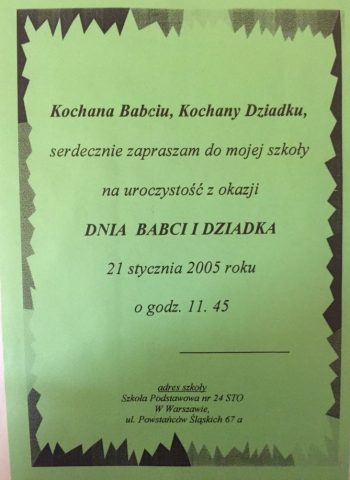 Kochana Babciu, Kochany Dziadku,
serdecznie zapraszam do mojej szkoły
na uroczystość z okazji
DNIA BABCI I DZIADKA
21 stycznia 2005 roku
o godz. 11. 45
adres szkoły
Szkoła Podstawowa nr 24 STO
W Warszawie,
ul. Powstańców Śląskich 67 a